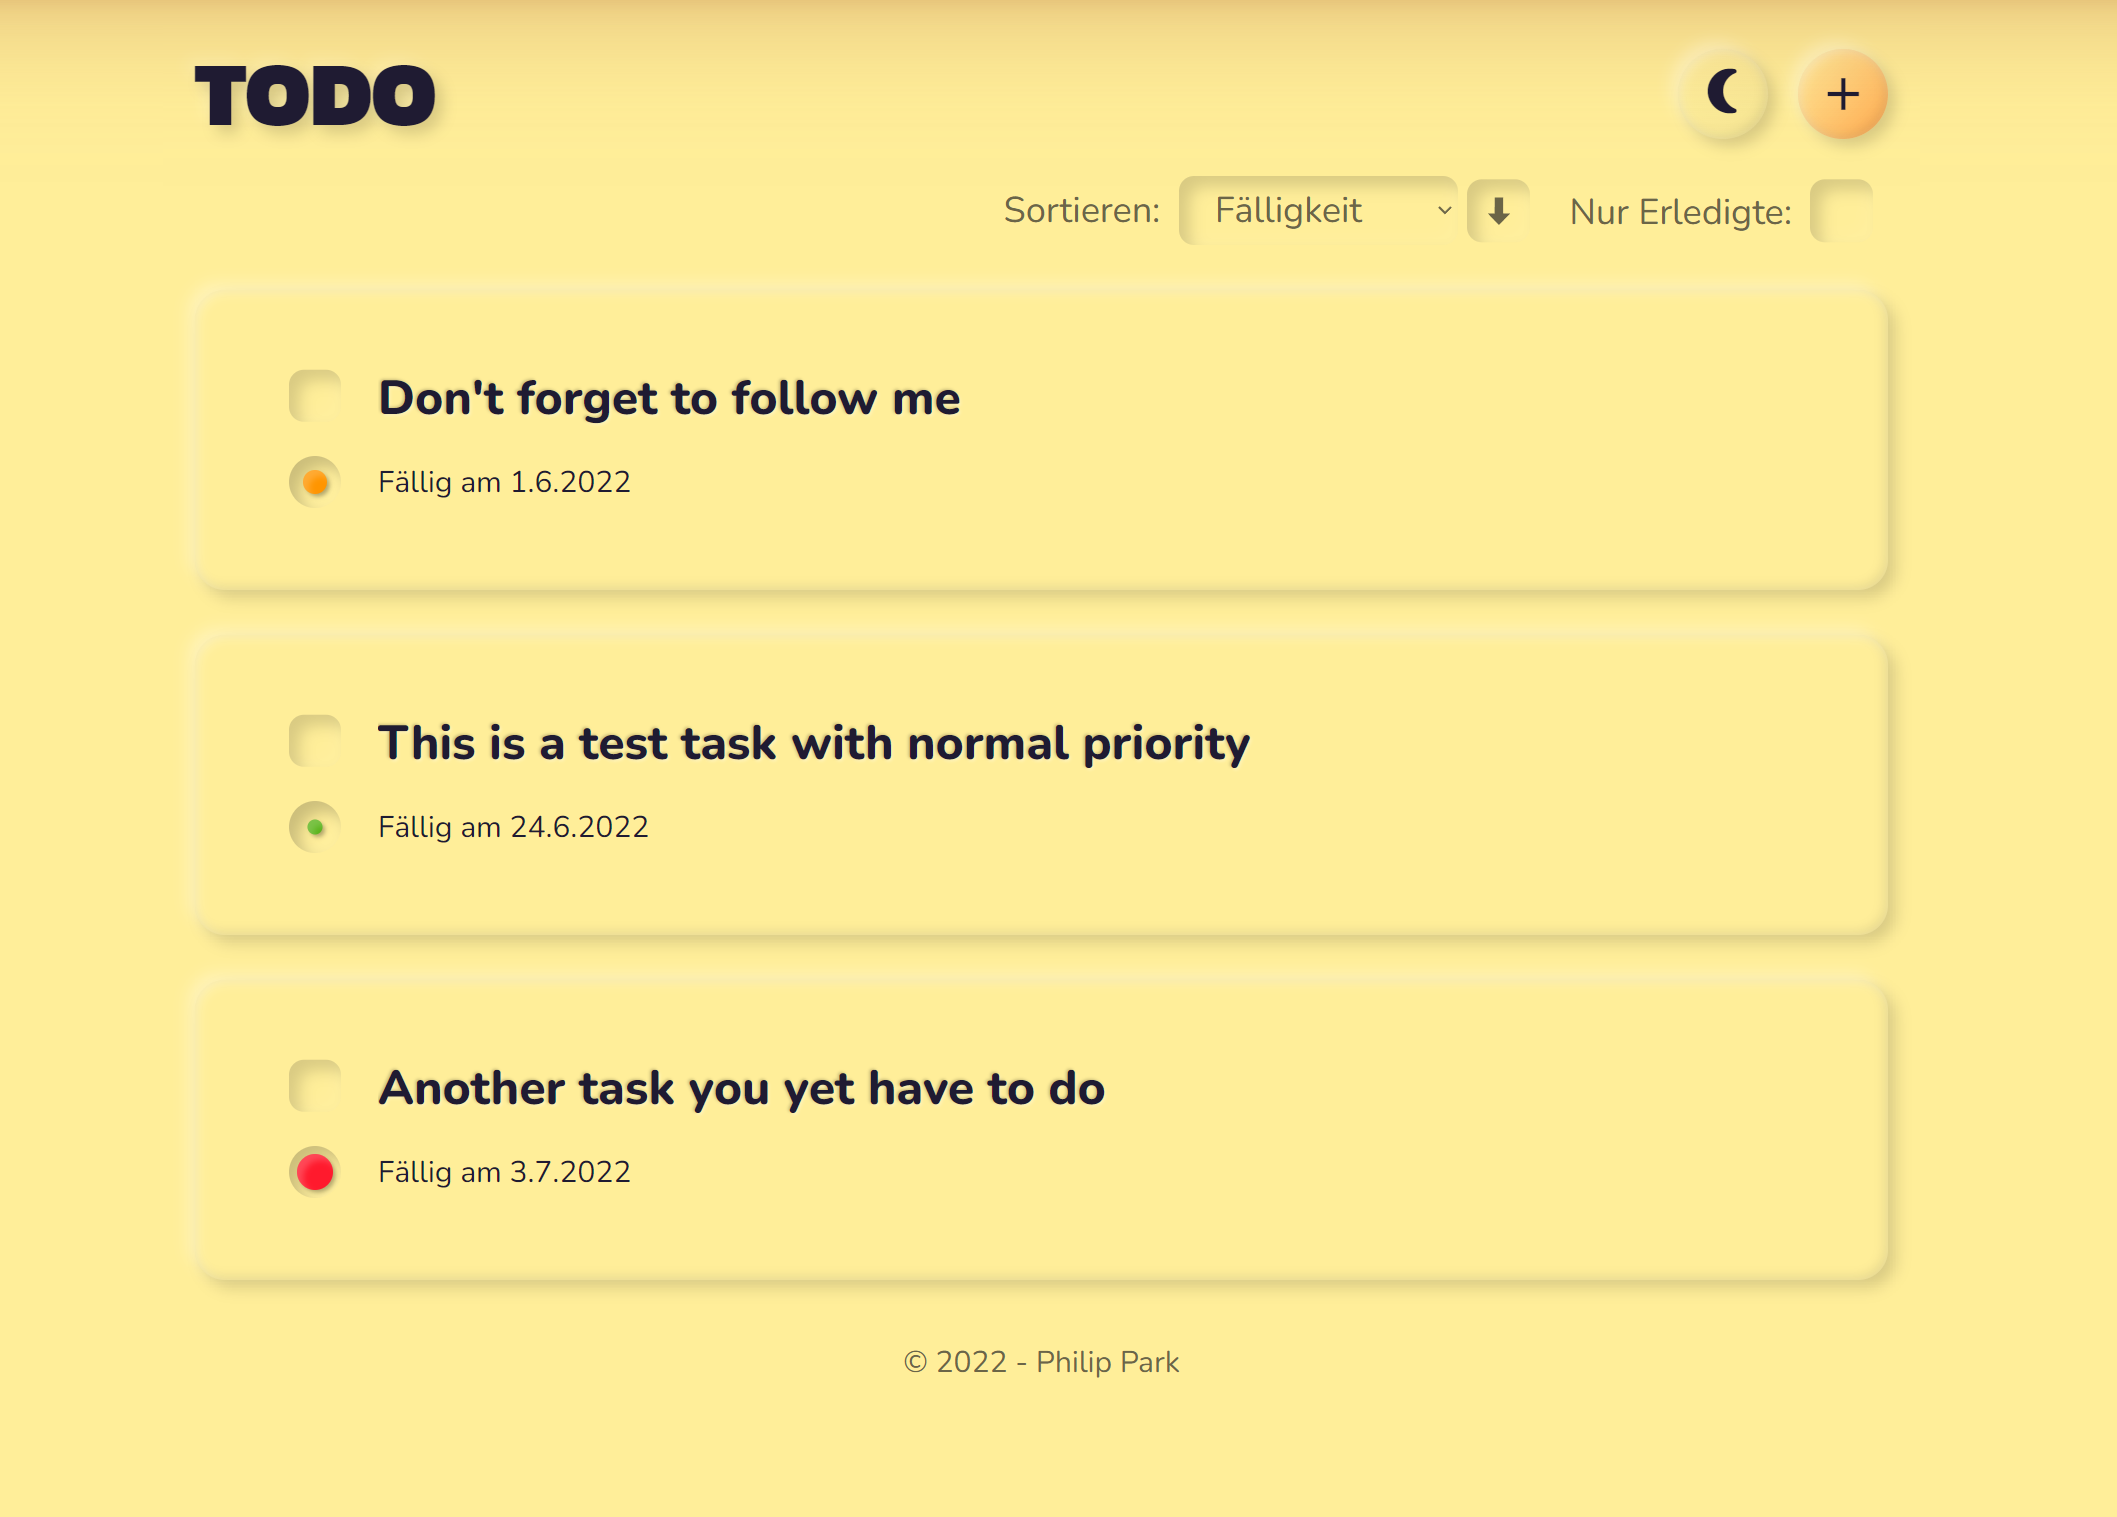 TODO
Sortieren: Fälligkeit Nur Erledigte:
Don't forget to follow me
Fällig am 1.6.2022
This is a test task with normal priority
Fällig am 24.6.2022
Another task you yet have to do
Fällig am 3.7.2022
© 2022 - Philip Park